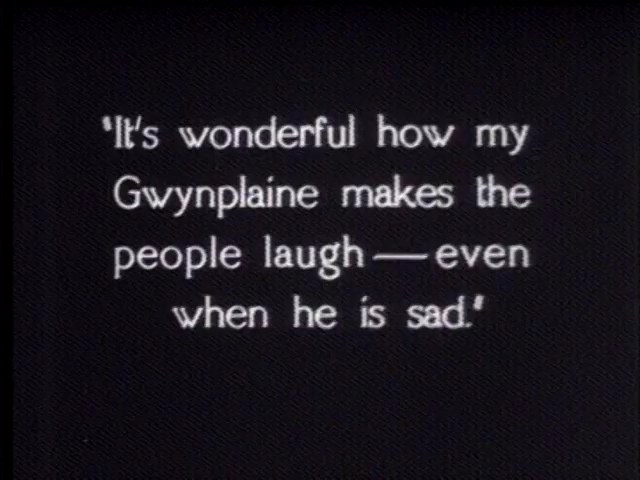 "It's wonderful how my
Gwynplaine makes the
people laugh — even
when he is sad."